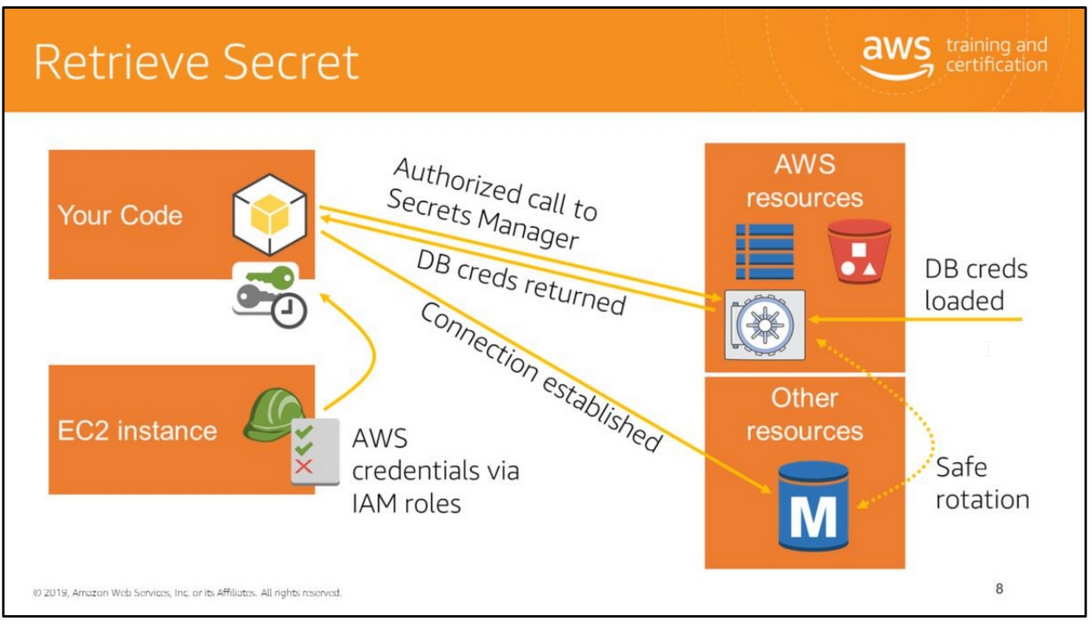 Retrieve Secret
aws
training and
certification
Your Code
Authorized call to
Secrets Manager
DB creds returned
Connection established
AWS
resources
DB creds
loaded
EC2 instance
AWS
credentials via
IAM roles
Other
resources
M
Safe
rotation
© 2019, Amazon Web Services, Inc. or its Affiliates. All rights reserved.
8